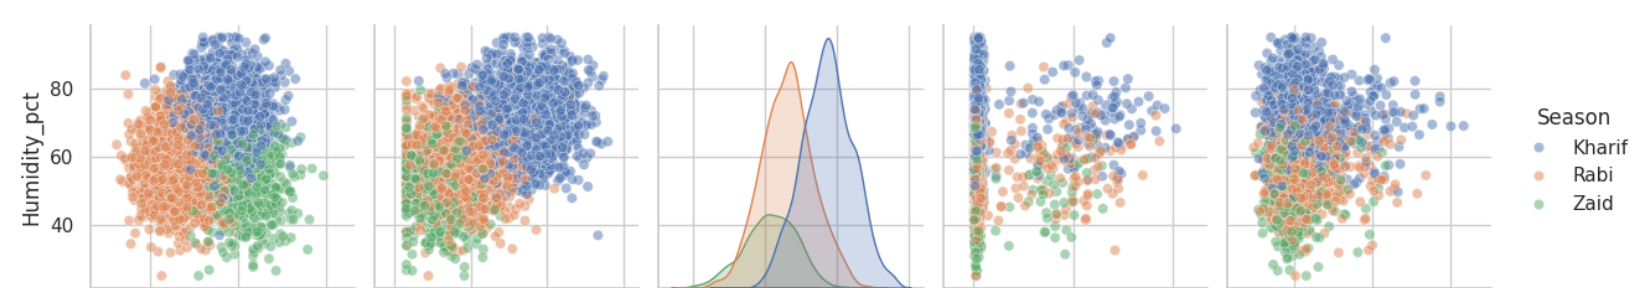 Humidity_pct
80
60
40
Season
Kharif
Rabi
Zaid